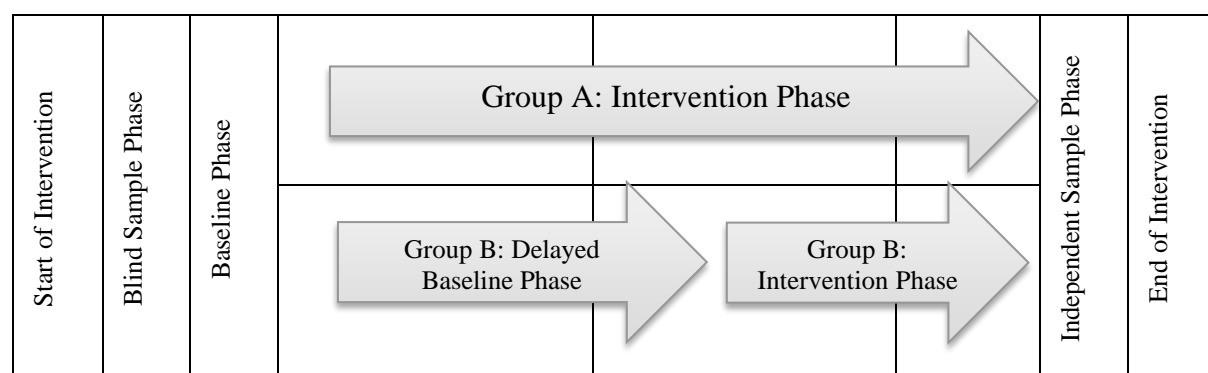 Start of Intervention
Blind Sample Phase
Baseline Phase
Group A: Intervention Phase
Group B: Delayed
Baseline Phase
Group B:
Intervention Phase
Independent Sample Phase
End of Intervention